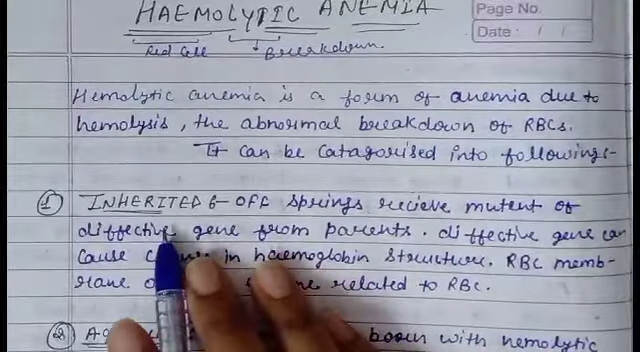 HAEMOLYTIC ANEMIA
Page No.
Date: / /
Red Cell Breakdown.
Hemolytic anemia is a form of anemia due to
hemolysis, the abnormal breakdown of RBCs.
It can be catagorised into following:-
① INHERITED :- OFF springs recieve mutent or
diffective gene from parents. diffective gene can
cause in haemoglobin structure. RBC memb-
rane related to RBC.
② born with hemolytic